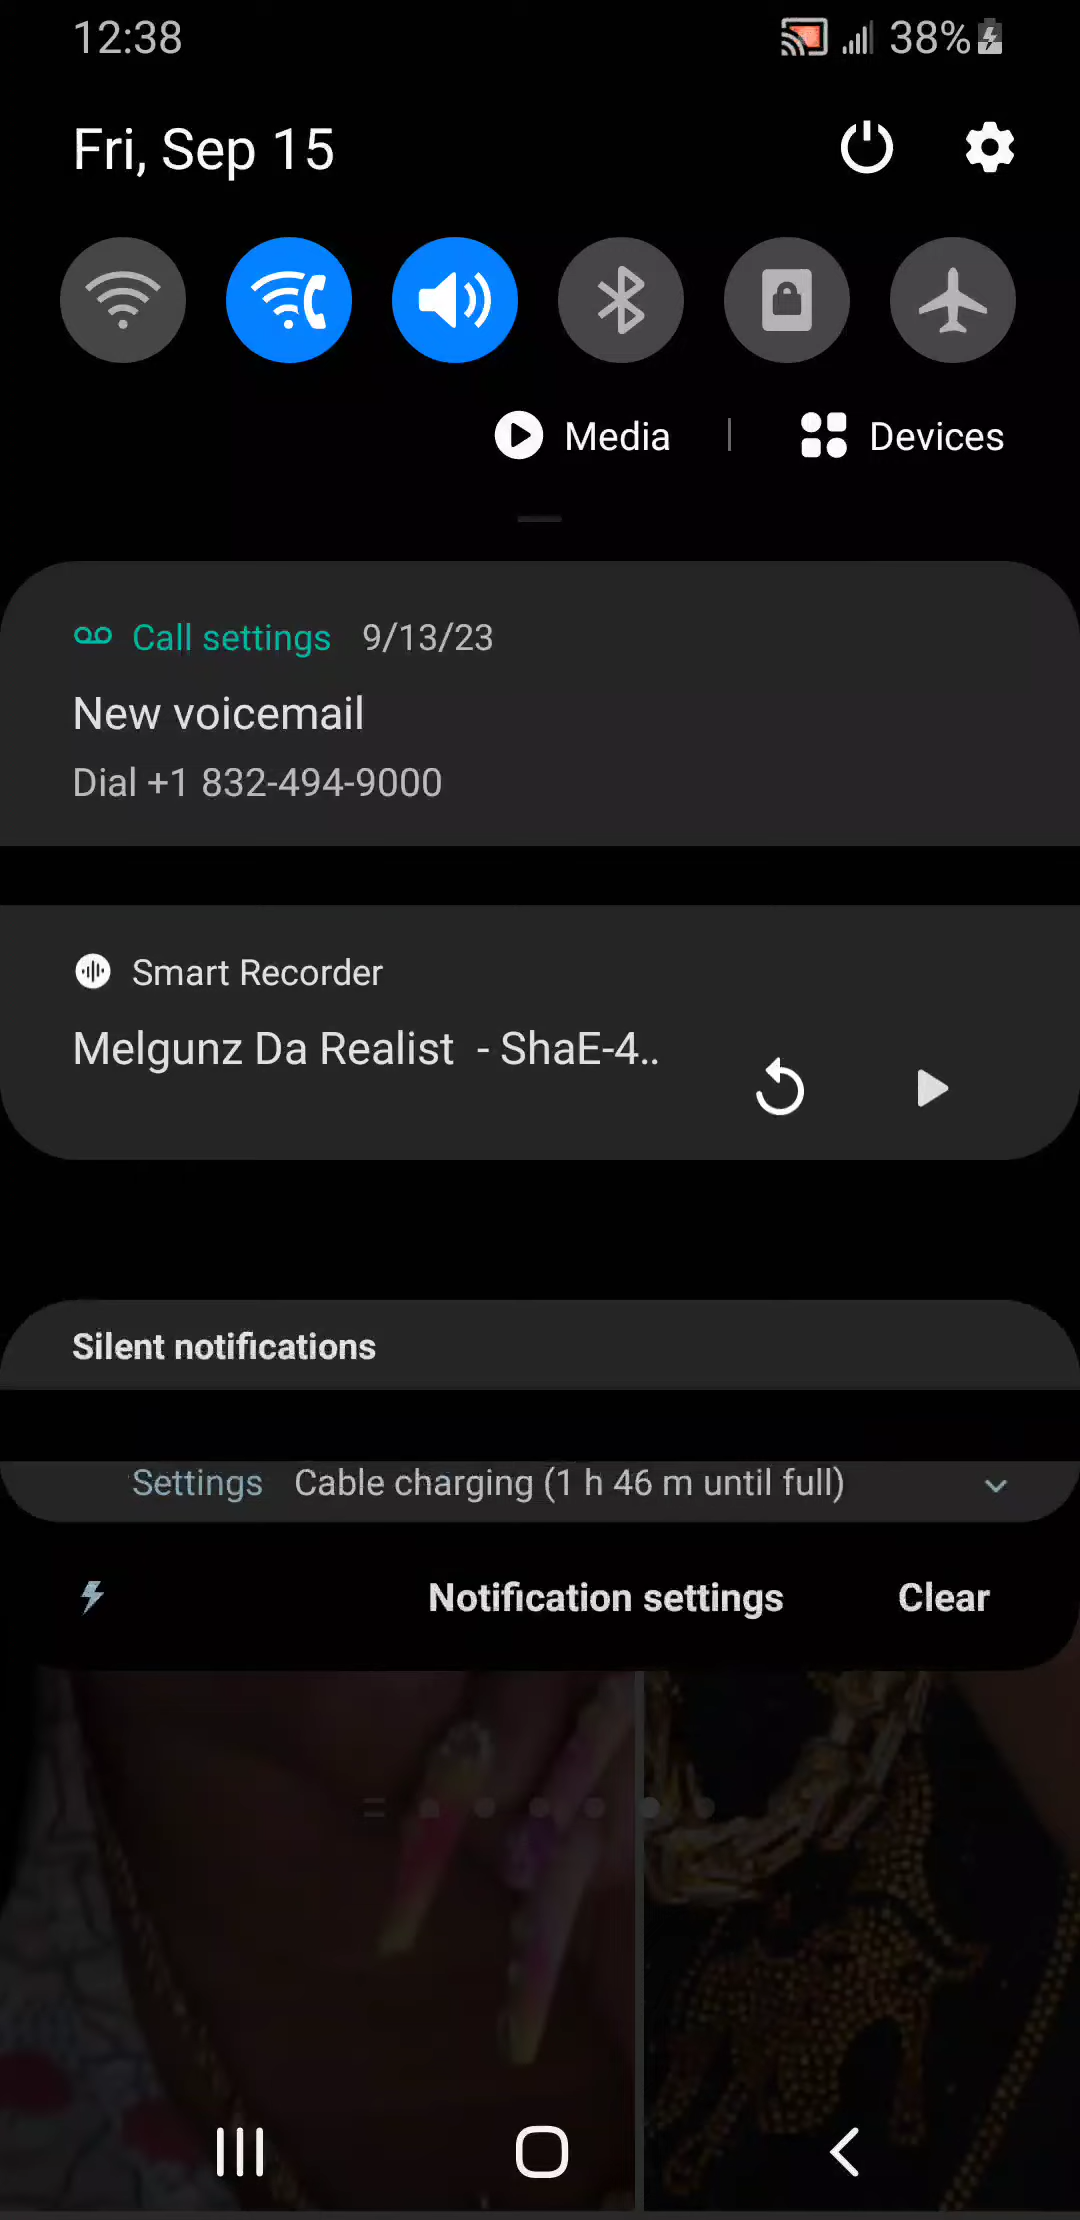 12:38
38%
Fri, Sep 15
Media | Devices
Call settings 9/13/23
New voicemail
Dial +1 832-494-9000
Smart Recorder
Melgunz Da Realist - ShaE-4..
Silent notifications
Settings Cable charging (1 h 46 m until full)
Notification settings Clear